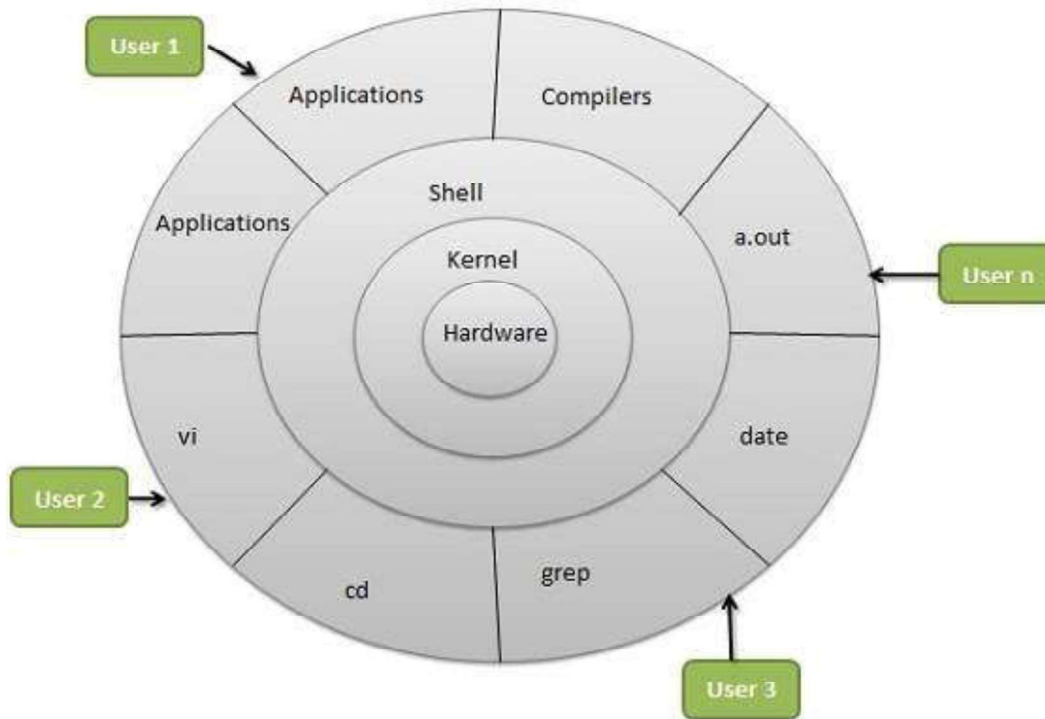 User 1
Applications
Compilers
Shell
Applications
a.out
Kernel
User n
Hardware
vi
date
User 2
grep
cd
User 3